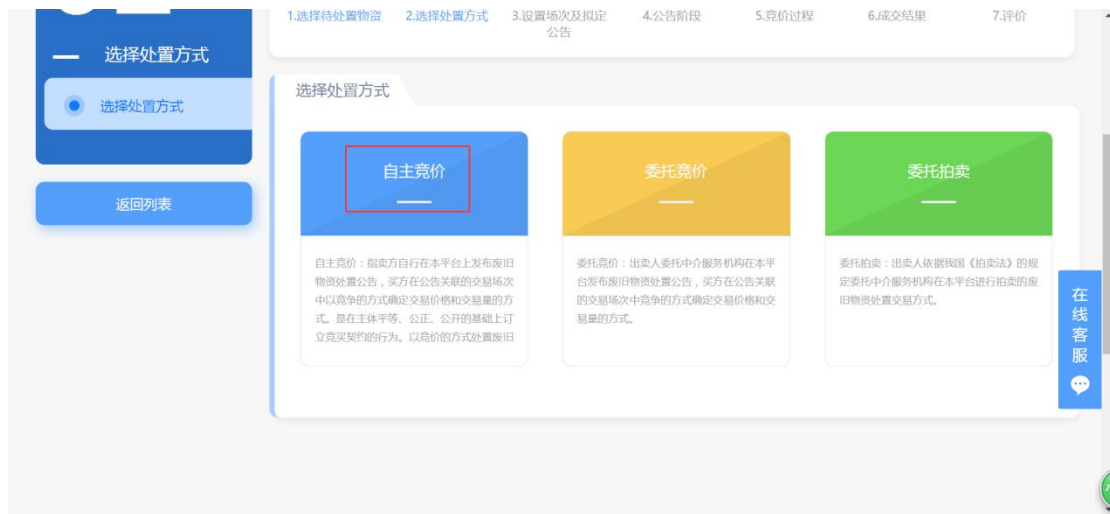 1.选择待处置物资
2.选择处置方式
3.设置场次及拟定
公告
4.公告阶段
5.竞价过程
6.成交结果
7.评价
选择处置方式
选择处置方式
返回列表
选择处置方式
自主竞价
自主竞价：指卖方自行在本平台上发布废旧
物资处置公告，买方在公告关联的交易场次
中以竞争的方式确定交易价格和交易量的方
式。是在主体平等、公正、公开的基础上订
立竞买契约的行为。以竞价的方式处置废旧
委托竞价
委托竞价：出卖人委托中介服务机构在本平
台发布废旧物资处置公告，买方在公告关联
的交易场次中竞争的方式确定交易价格和交
易量的方式。
委托拍卖
委托拍卖：出卖人依据我国《拍卖法》的规
定委托中介服务机构在本平台进行拍卖的废
旧物资处置交易方式。
在线客服